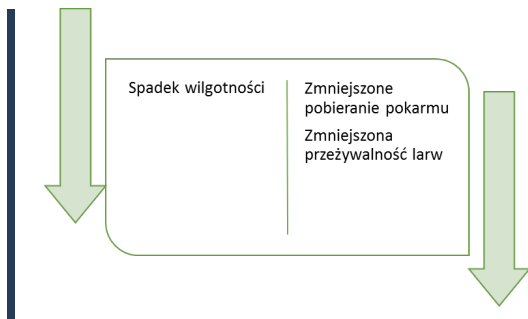 Spadek wilgotności
Zmniejszone
pobieranie pokarmu
Zmniejszona
przeżywalność larw